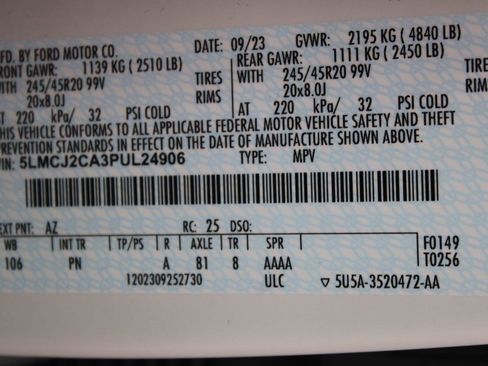 MFD. BY FORD MOTOR CO. DATE: 09/23 GVWR: 2195 KG ( 4840 LB)
FRONT GAWR: 1139 KG ( 2510 LB) REAR GAWR: 1111 KG ( 2450 LB)
WITH 245/45R20 99V TIRES WITH 245/45R20 99V TIRES
20x8.0J RIMS 20x8.0J RIMS
AT 220 kPa/ 32 PSI COLD AT 220 kPa/ 32 PSI COLD
THIS VEHICLE CONFORMS TO ALL APPLICABLE FEDERAL MOTOR VEHICLE SAFETY AND THEFT
PREVENTION STANDARDS IN EFFECT ON THE DATE OF MANUFACTURE SHOWN ABOVE.
VIN: 5LMCJ2CA3PUL24906 TYPE: MPV
EXT PNT: AZ RC: 25 DSO:
WB INT TR TP/PS R AXLE TR SPR F0149
106 PN A 81 8 AAAA T0256
1202309252730 ULC ▽ 5U5A-3520472-AA